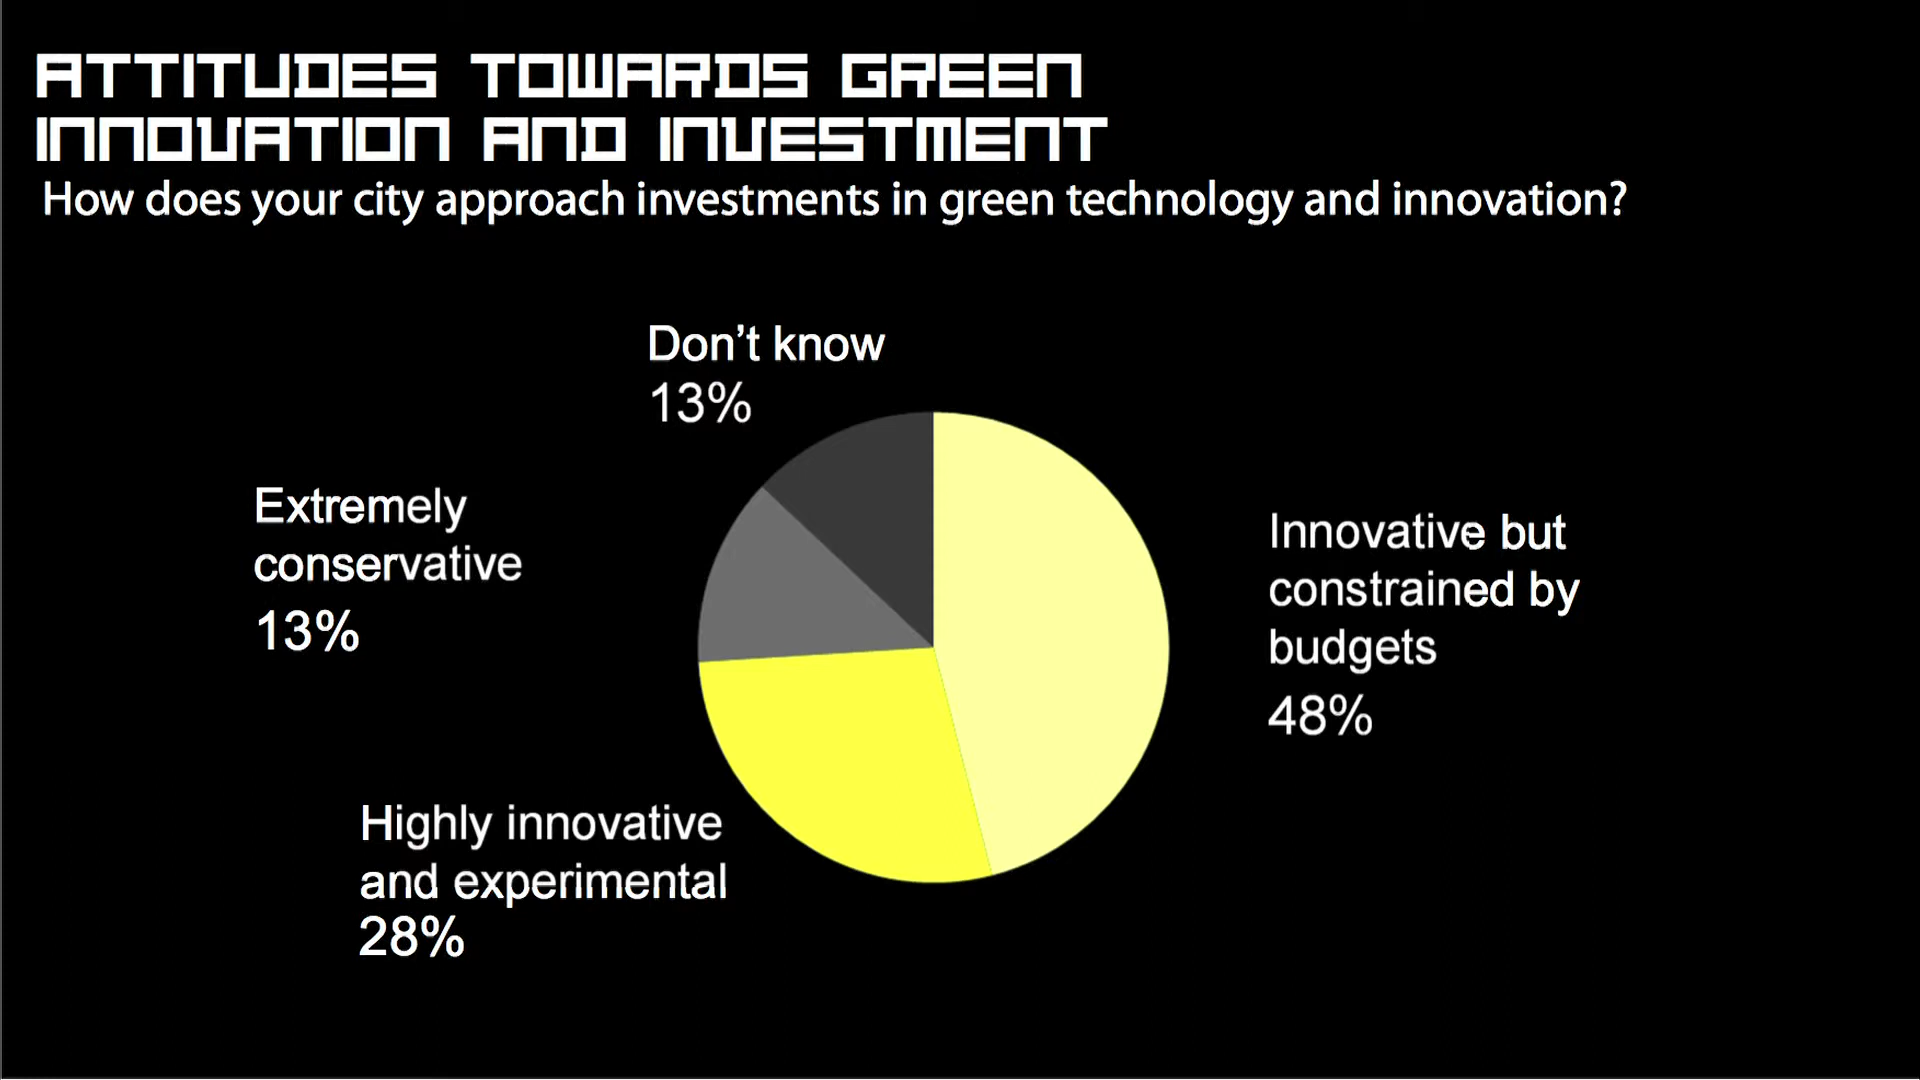 ATTITUDES TOWARDS GREEN
INNOVATION AND INVESTMENT
How does your city approach investments in green technology and innovation?
Don’t know
13%
Extremely
conservative
13%
Innovative but
constrained by
budgets
48%
Highly innovative
and experimental
28%